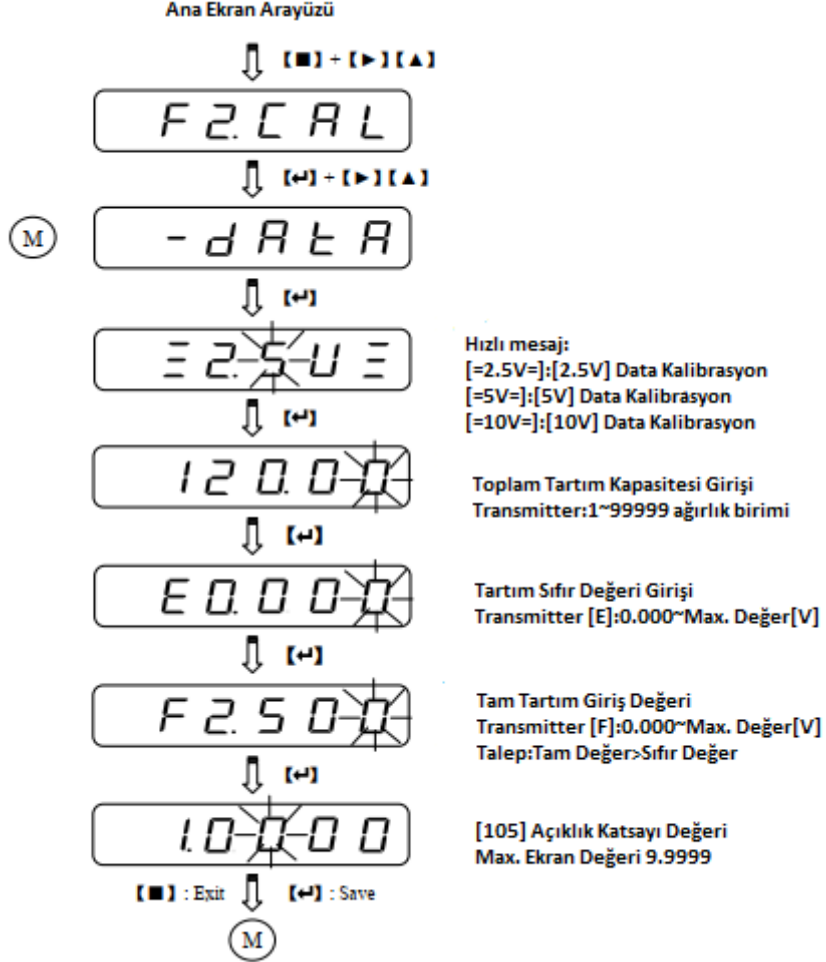 Ana Ekran Arayüzü
【■】+【►】【▲】
F2.CAL
【↵】+【►】【▲】
M
-dAtA
【↵】
Ξ2.5UΞ
Hızlı mesaj:
[=2.5V=]:[2.5V] Data Kalibrasyon
[=5V=]:[5V] Data Kalibrasyon
[=10V=]:[10V] Data Kalibrasyon
【↵】
120.00
Toplam Tartım Kapasitesi Girişi
Transmitter:1~99999 ağırlık birimi
【↵】
E0.000
Tartım Sıfır Değeri Girişi
Transmitter [E]:0.000~Max. Değer[V]
【↵】
F2.500
Tam Tartım Giriş Değeri
Transmitter [F]:0.000~Max. Değer[V]
Talep:Tam Değer>Sıfır Değer
【↵】
1.0000
[105] Açıklık Katsayı Değeri
Max. Ekran Değeri 9.9999
【■】: Exit 【↵】: Save
M